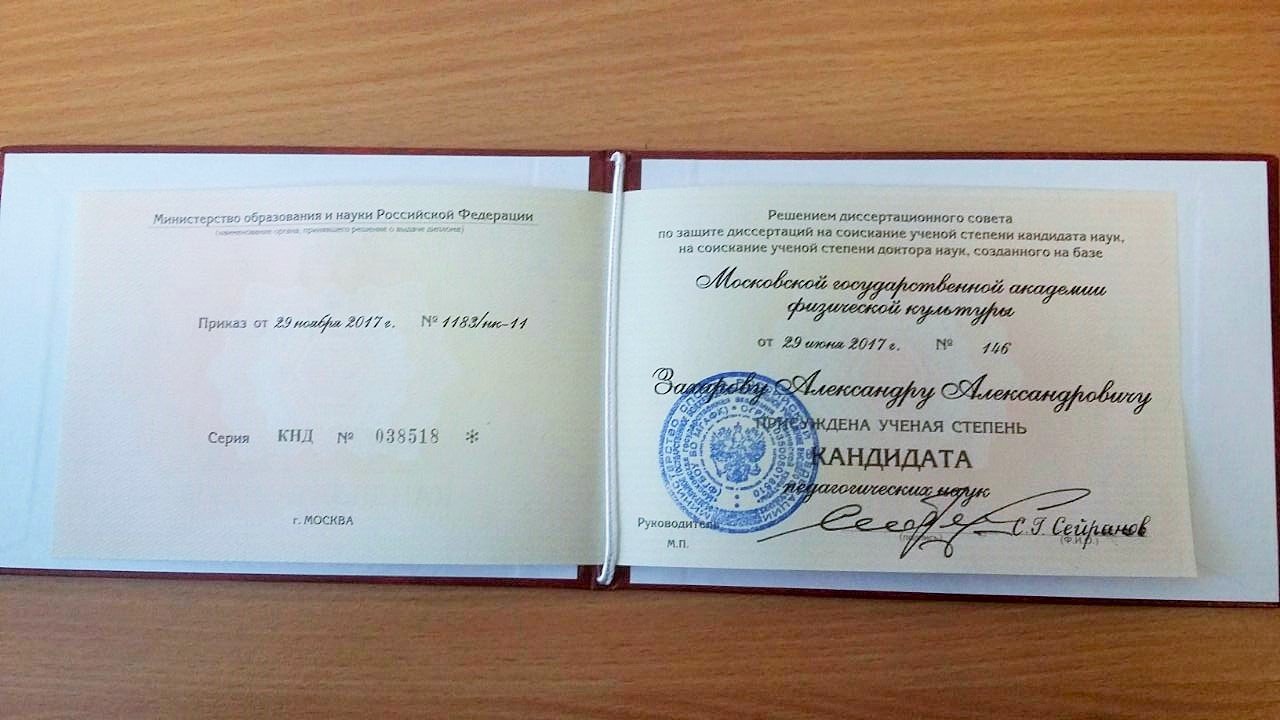 Министерство образования и науки Российской Федерации
(наименование органа, принявшего решение о выдаче диплома)
Приказ от 29 ноября 2017 г. № 1183/нк-11
Серия КНД № 038518 *
г. МОСКВА
Решением диссертационного совета
по защите диссертаций на соискание ученой степени кандидата наук,
на соискание ученой степени доктора наук, созданного на базе
Московской государственной академии
физической культуры
от 29 июня 2017 г. № 146
Захарову Александру Александровичу
ПРИСУЖДЕНА УЧЕНАЯ СТЕПЕНЬ
КАНДИДАТА
педагогических наук
Руководитель
(подпись)
С.Г. Сейранов
(Ф.И.О.)
М.П.